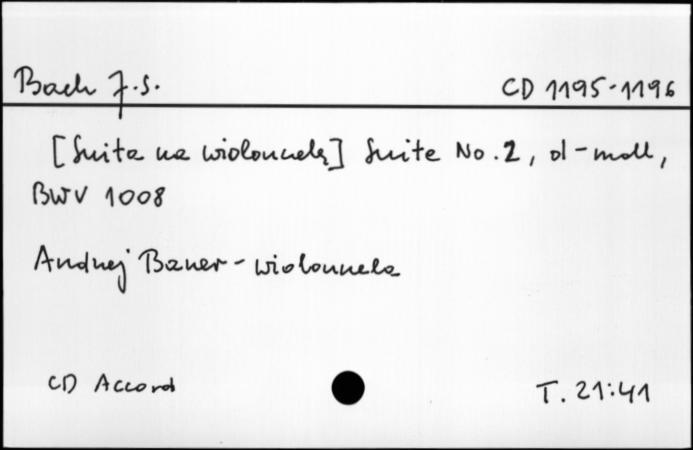 Bach J.S. CD 1195-1196
[Suita na wiolonczelę] Suite No. 2, d-moll,
BWV 1008
Andrzej Bauer - wiolonczela
CD Accord T. 21:41